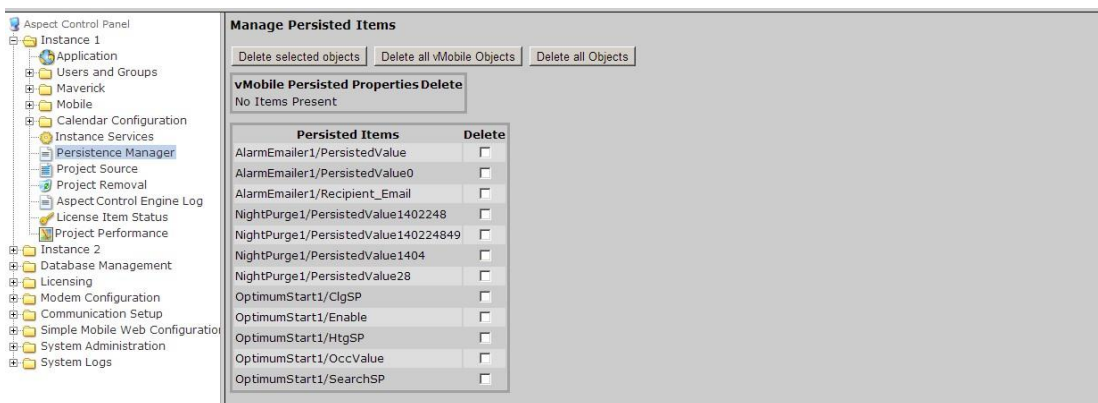 Aspect Control Panel
Instance 1
Application
Users and Groups
Maverick
Mobile
Calendar Configuration
Instance Services
Persistence Manager
Project Source
Project Removal
Aspect Control Engine Log
License Item Status
Project Performance
Instance 2
Database Management
Licensing
Modem Configuration
Communication Setup
Simple Mobile Web Configuration
System Administration
System Logs
Manage Persisted Items
Delete selected objects Delete all vMobile Objects Delete all Objects
vMobile Persisted Properties Delete
No Items Present
Persisted Items Delete
AlarmEmailer1/PersistedValue
AlarmEmailer1/PersistedValue0
AlarmEmailer1/Recipient_Email
NightPurge1/PersistedValue1402248
NightPurge1/PersistedValue140224849
NightPurge1/PersistedValue1404
NightPurge1/PersistedValue28
OptimumStart1/ClgSP
OptimumStart1/Enable
OptimumStart1/HtgSP
OptimumStart1/OccValue
OptimumStart1/SearchSP